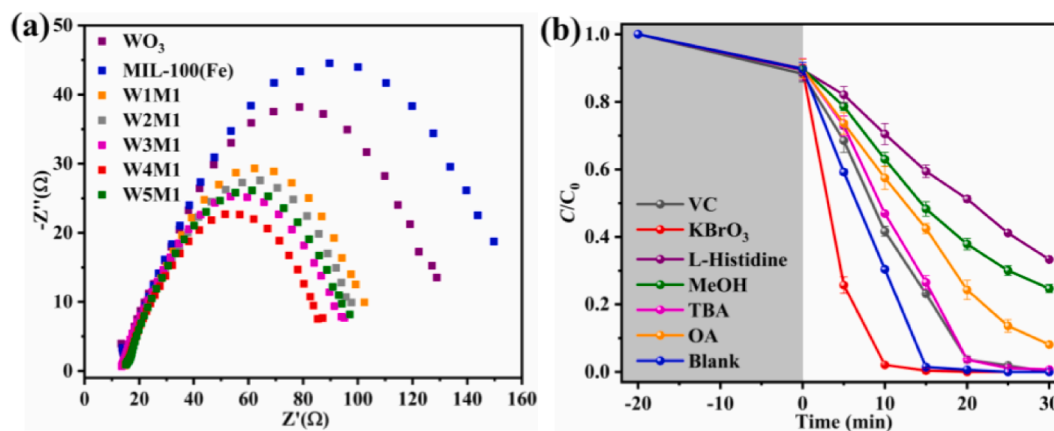 (a)
50
40
30
20
10
0
-Z''(Ω)
WO₃
MIL-100(Fe)
W1M1
W2M1
W3M1
W4M1
W5M1
0 20 40 60 80 100 120 140 160
Z'(Ω)
(b)
1.0
0.8
0.6
0.4
0.2
0.0
C/C₀
VC
KBrO₃
L-Histidine
MeOH
TBA
OA
Blank
-20 -10 0 10 20 30
Time (min)